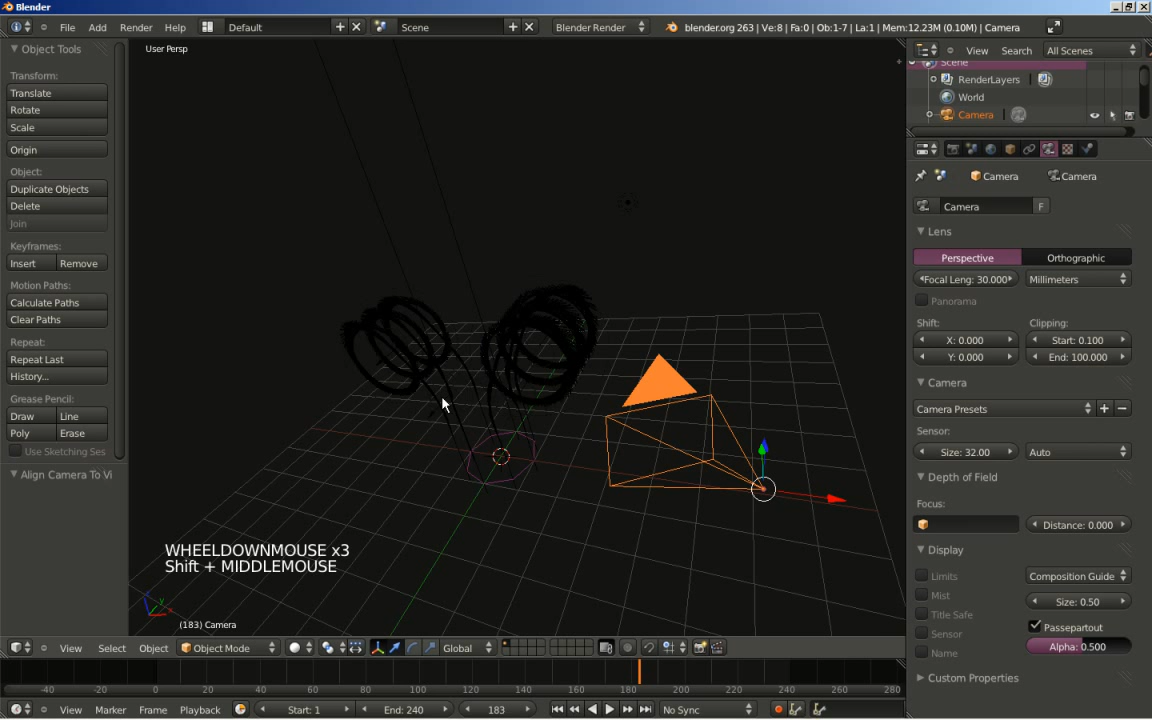 Blender
File Add Render Help Default Scene Blender Render blender.org 263 | Ve:8 | Fa:0 | Ob:1-7 | La:1 | Mem:12.23M (0.10M) | Camera
Object Tools
Transform:
Translate
Rotate
Scale
Origin
Object:
Duplicate Objects
Delete
Join
Keyframes:
Insert Remove
Motion Paths:
Calculate Paths
Clear Paths
Repeat:
Repeat Last
History...
Grease Pencil:
Draw Line
Poly Erase
Use Sketching Ses
Align Camera To Vi
User Persp
WHEELDOWNMOUSE x3
Shift + MIDDLEMOUSE
y
x
(183) Camera
View Search All Scenes
Scene
RenderLayers
World
Camera
Camera Camera
Camera F
Lens
Perspective Orthographic
Focal Len: 30.000 Millimeters
Panorama
Shift: Clipping:
X: 0.000 Start: 0.100
Y: 0.000 End: 100.000
Camera
Camera Presets
Sensor:
Size: 32.00 Auto
Depth of Field
Focus:
Distance: 0.000
Display
Limits Composition Guide
Mist Size: 0.50
Title Safe
Sensor Passepartout
Name Alpha: 0.500
Custom Properties
View Select Object Object Mode Global
-40 -20 0 20 40 60 80 100 120 140 160 180 200 220 240 260 280
View Marker Frame Playback Start: 1 End: 240 183 No Sync